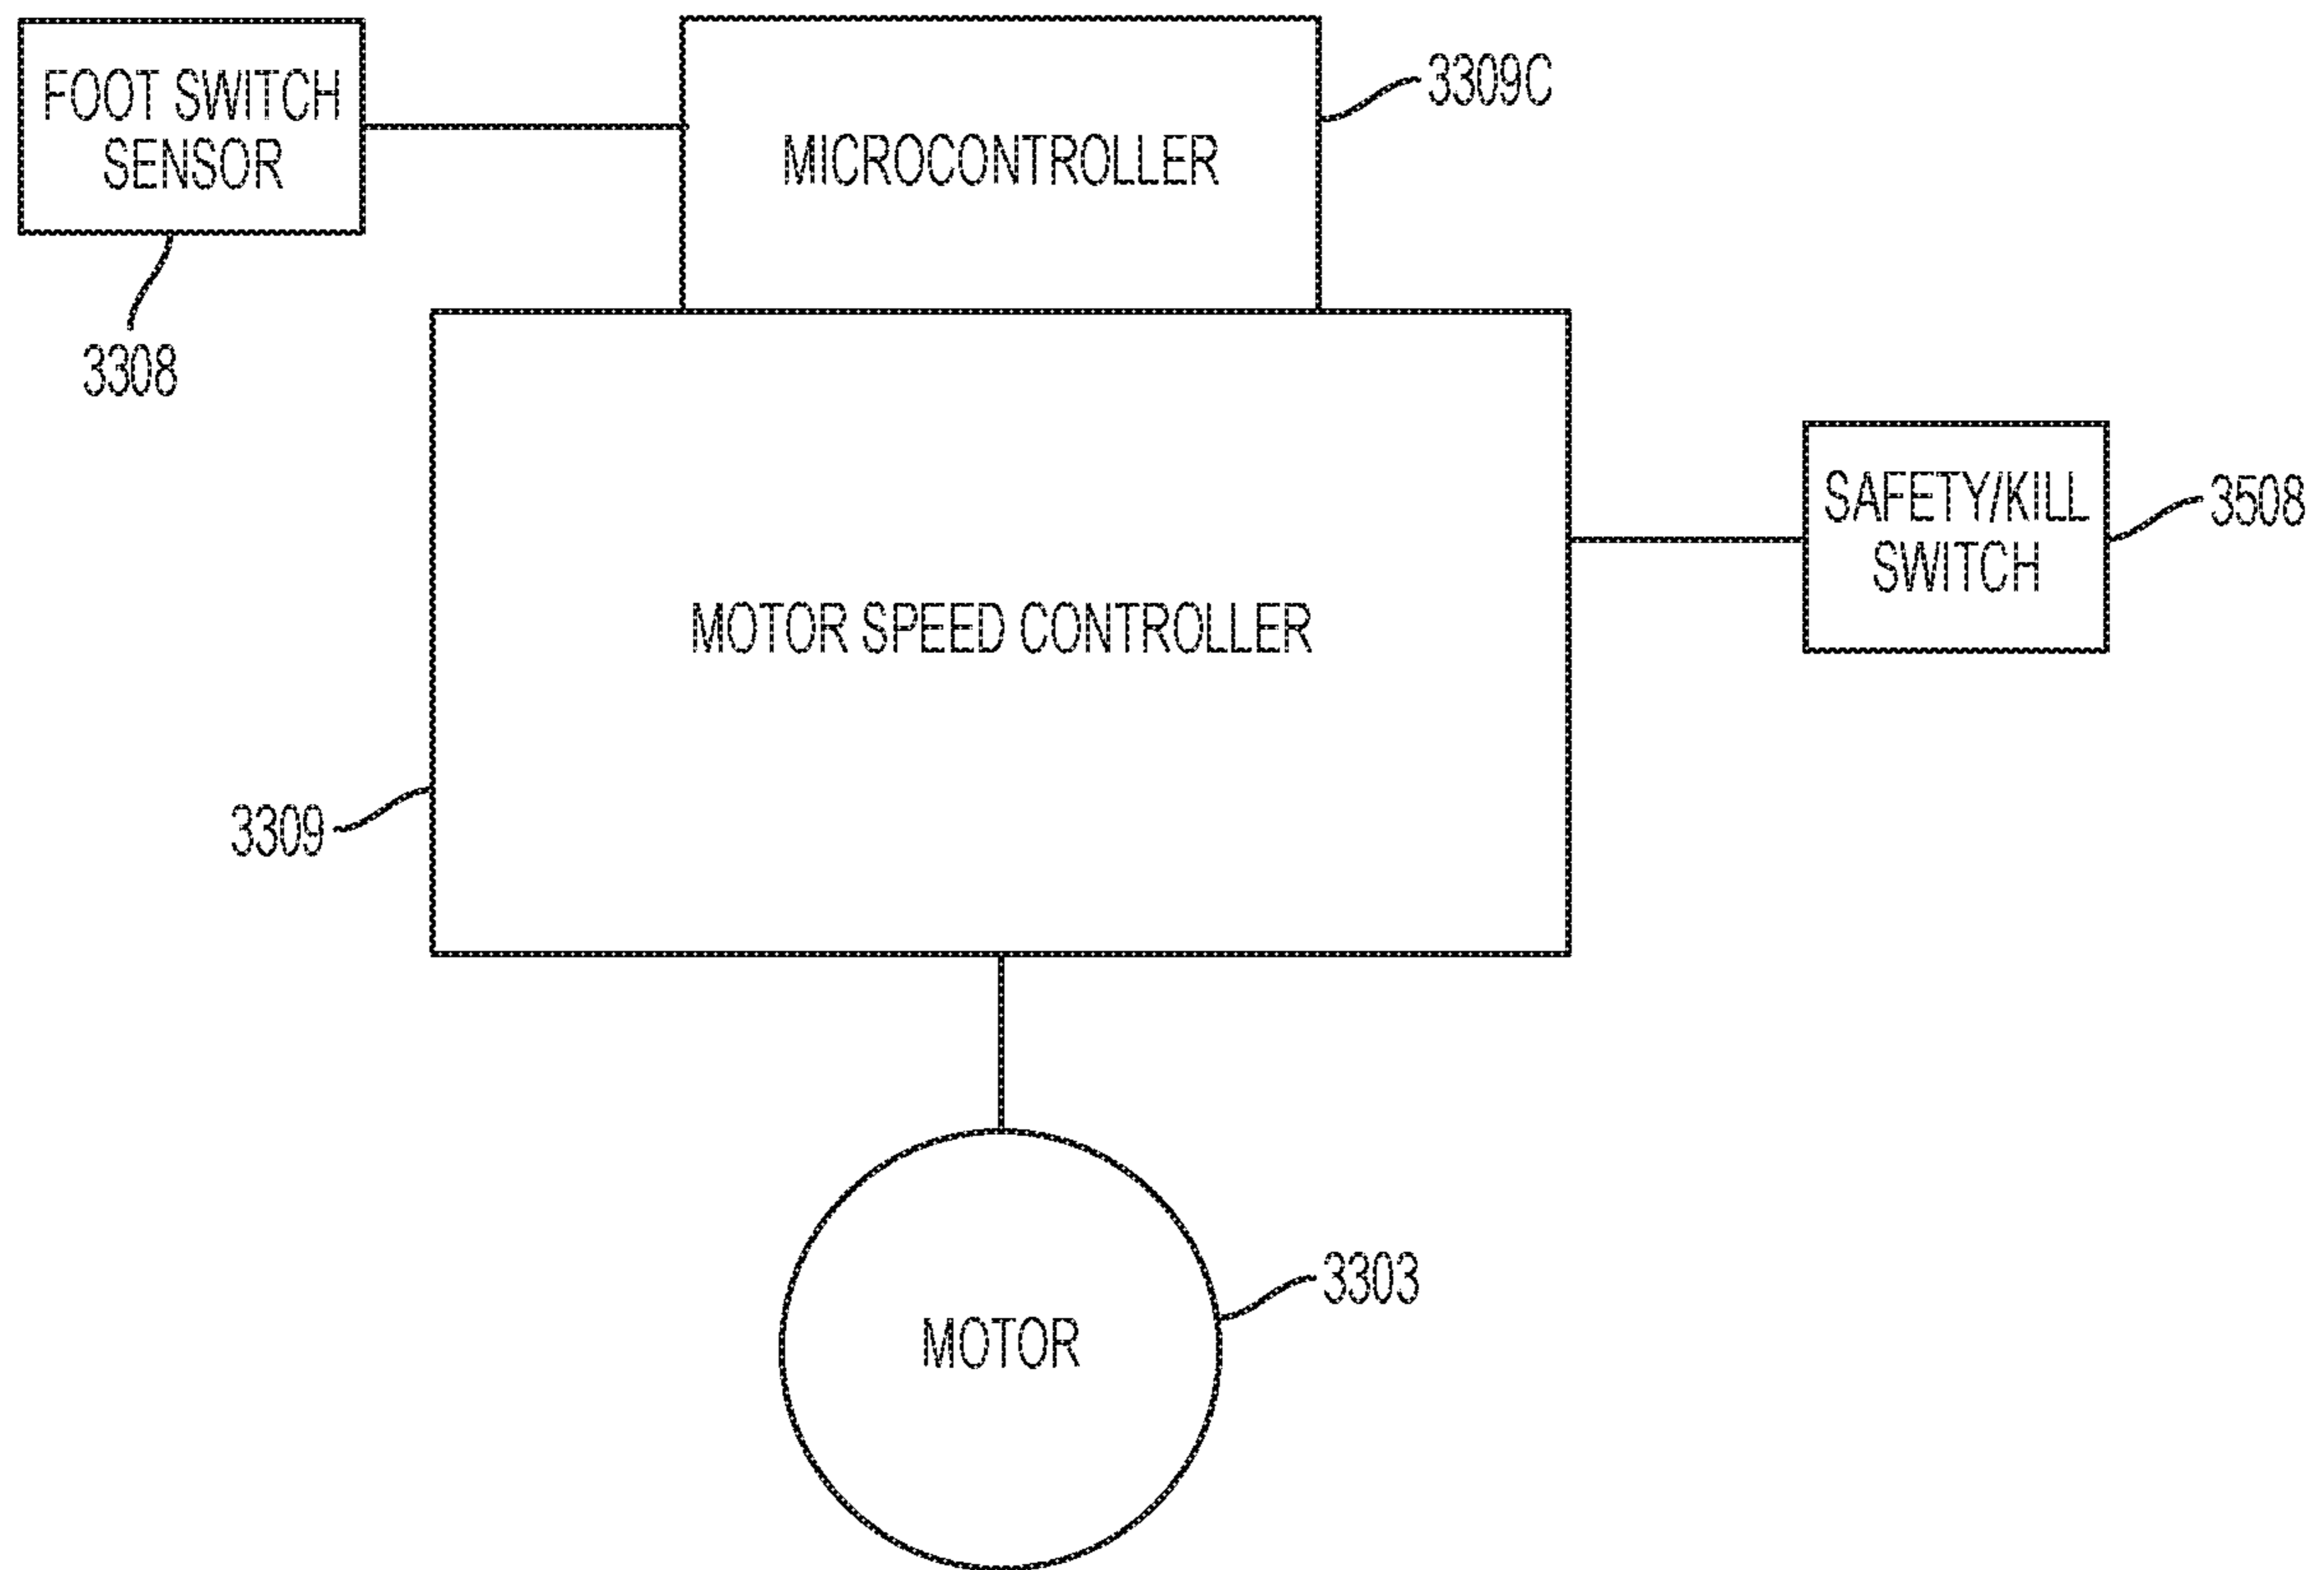 FOOT SWITCH
SENSOR
3308
MICROCONTROLLER
3309C
MOTOR SPEED CONTROLLER
3309
SAFETY/KILL
SWITCH
3508
MOTOR
3303